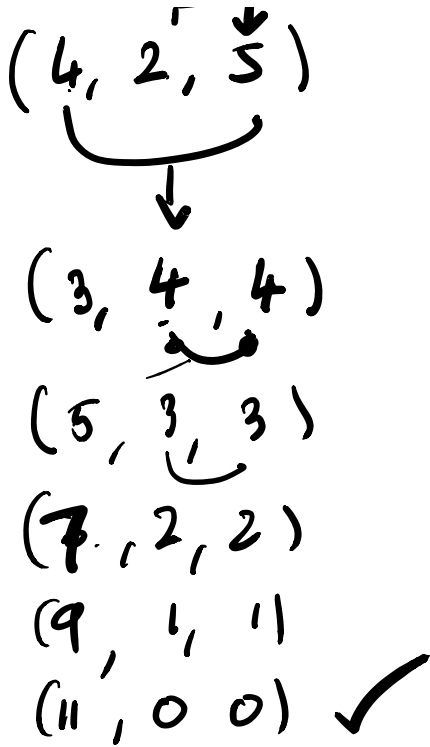 (4, 2, 5)
(3, 4, 4)
(5, 3, 3)
(7, 2, 2)
(9, 1, 1)
(11, 0 0)